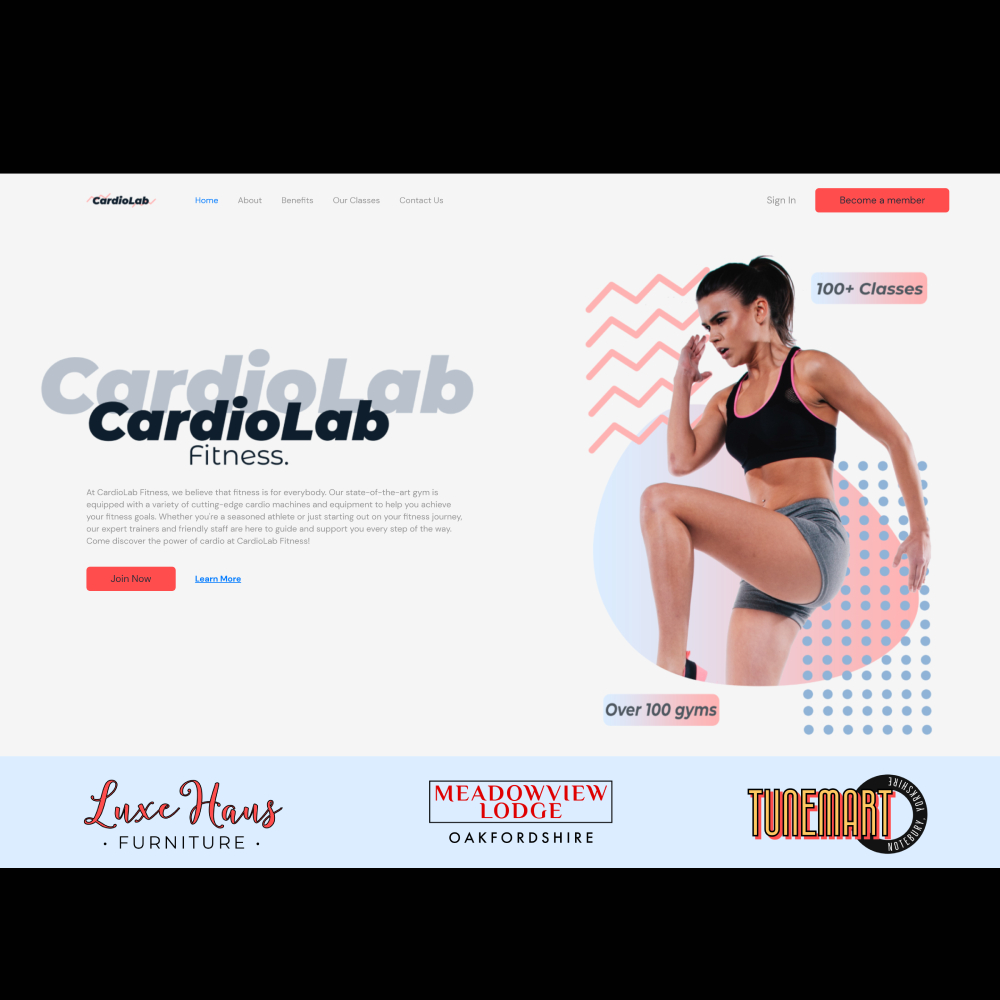 CardioLab
Home About Benefits Our Classes Contact Us
Sign In
Become a member
100+ Classes
CardioLab
CardioLab
Fitness.
At CardioLab Fitness, we believe that fitness is for everybody. Our state-of-the-art gym is
equipped with a variety of cutting-edge cardio machines and equipment to help you achieve
your fitness goals. Whether you're a seasoned athlete or just starting out on your fitness journey,
our expert trainers and friendly staff are here to guide and support you every step of the way.
Come discover the power of cardio at CardioLab Fitness!
Join Now
Learn More
Over 100 gyms
Luxe Haus
• FURNITURE •
MEADOWVIEW
LODGE
OAKFORDSHIRE
TUNEMART
NOTEBURY, YORKSHIRE